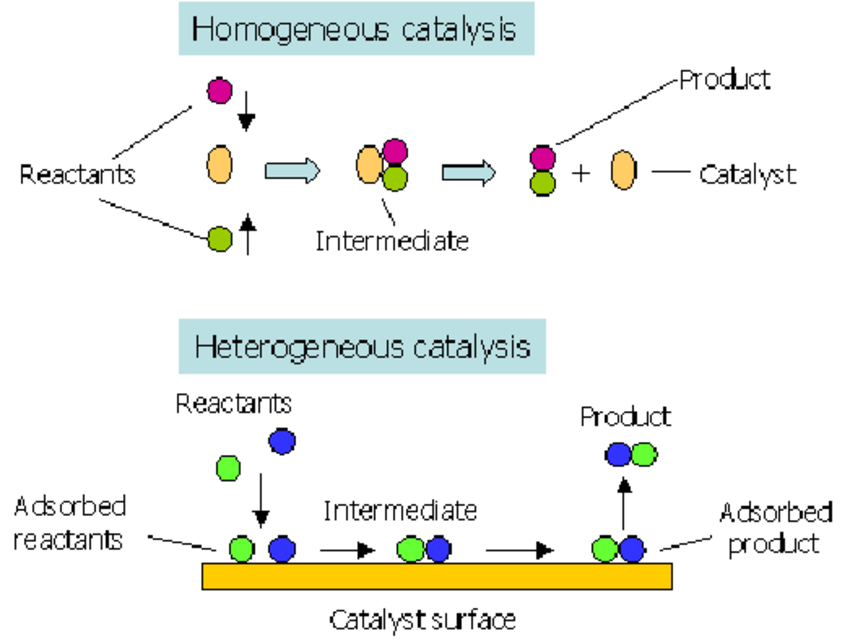 Homogeneous catalysis
Product
Reactants
+
Catalyst
Intermediate
Heterogeneous catalysis
Reactants
Product
Adsorbed
reactants
Intermediate
Adsorbed
product
Catalyst surface